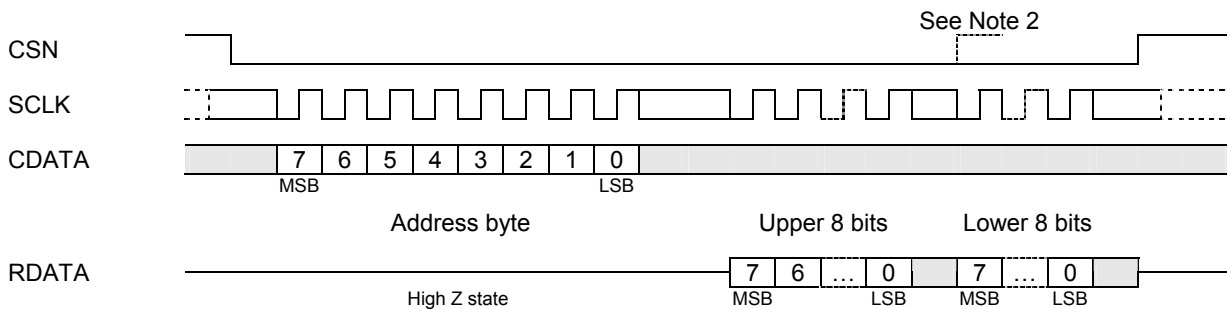 See Note 2
CSN
SCLK
CDATA
7 6 5 4 3 2 1 0
MSB LSB
Address byte Upper 8 bits Lower 8 bits
RDATA
7 6 ... 0 7 ... 0
High Z state MSB LSB MSB LSB